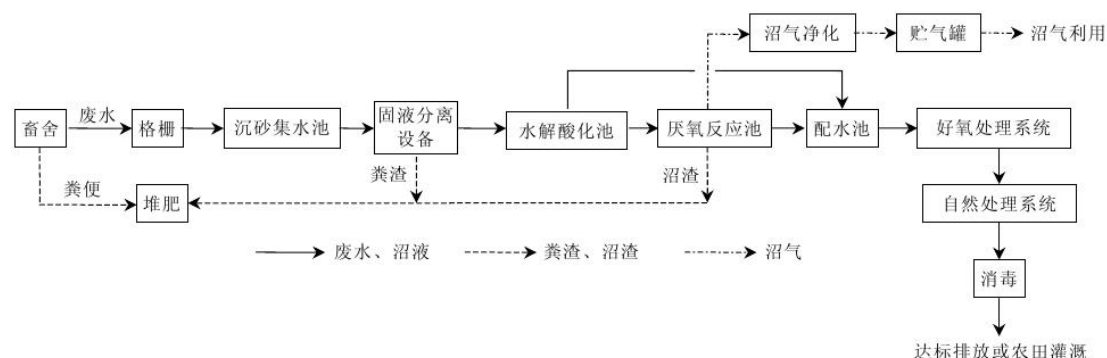 沼气净化
贮气罐
沼气利用
畜舍
废水
格栅
沉砂集水池
固液分离
设备
水解酸化池
厌氧反应池
配水池
好氧处理系统
粪便
堆肥
粪渣
沼渣
自然处理系统
废水、沼液
粪渣、沼渣
沼气
消毒
达标排放或农田灌溉